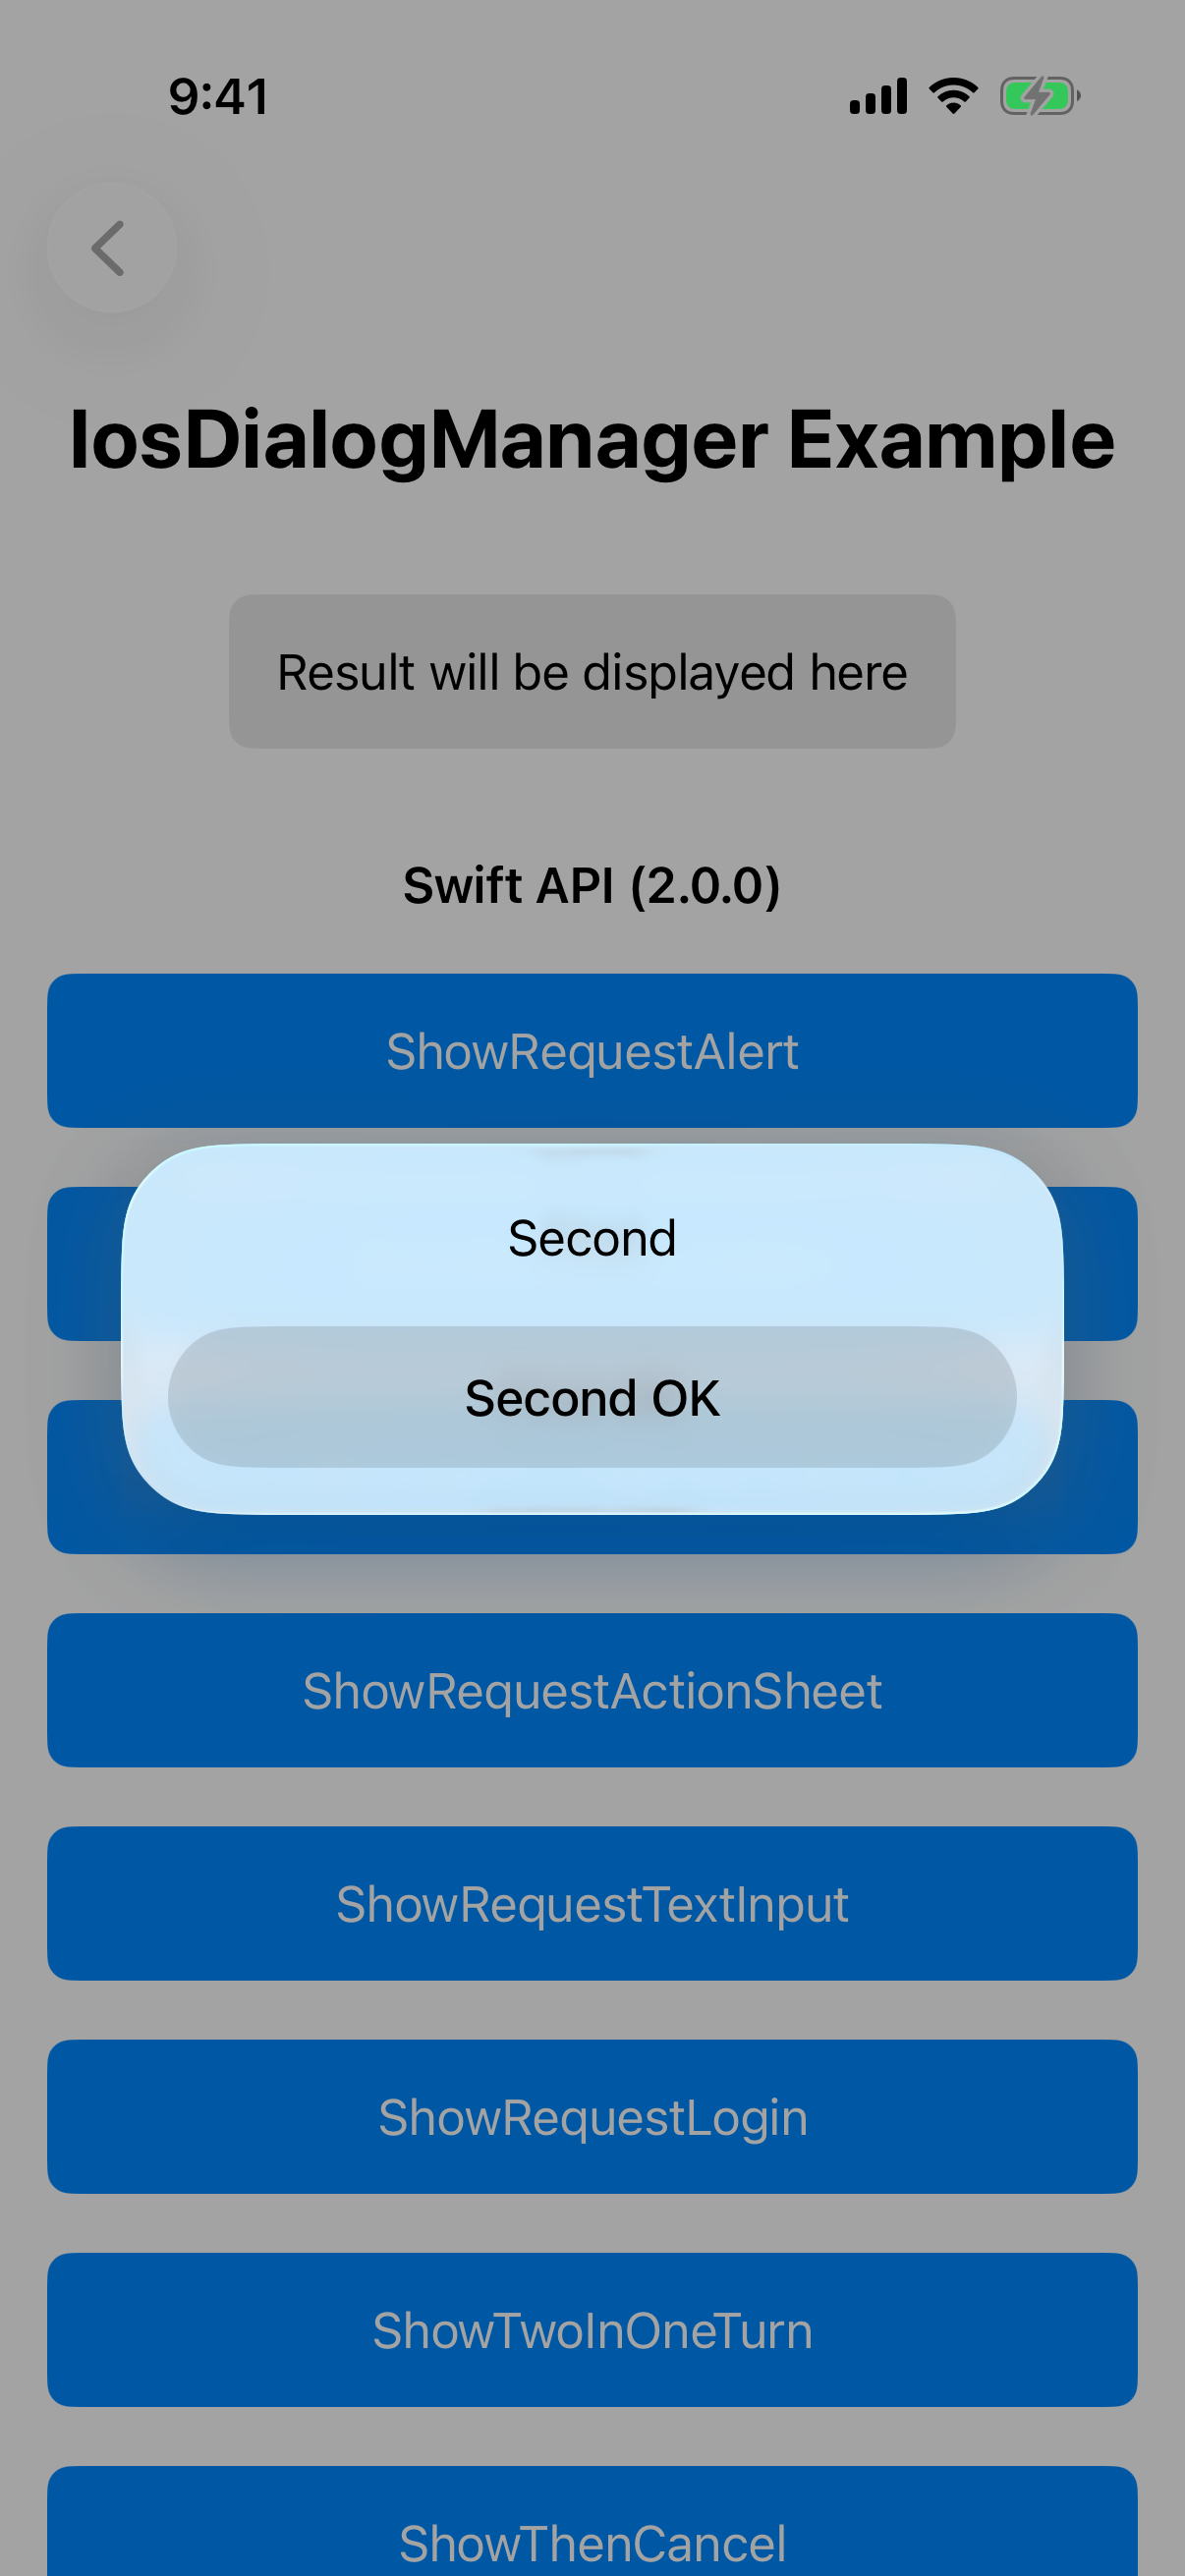 9:41
IosDialogManager Example
Result will be displayed here
Swift API (2.0.0)
ShowRequestAlert
Second
Second OK
ShowRequestActionSheet
ShowRequestTextInput
ShowRequestLogin
ShowTwoInOneTurn
ShowThenCancel